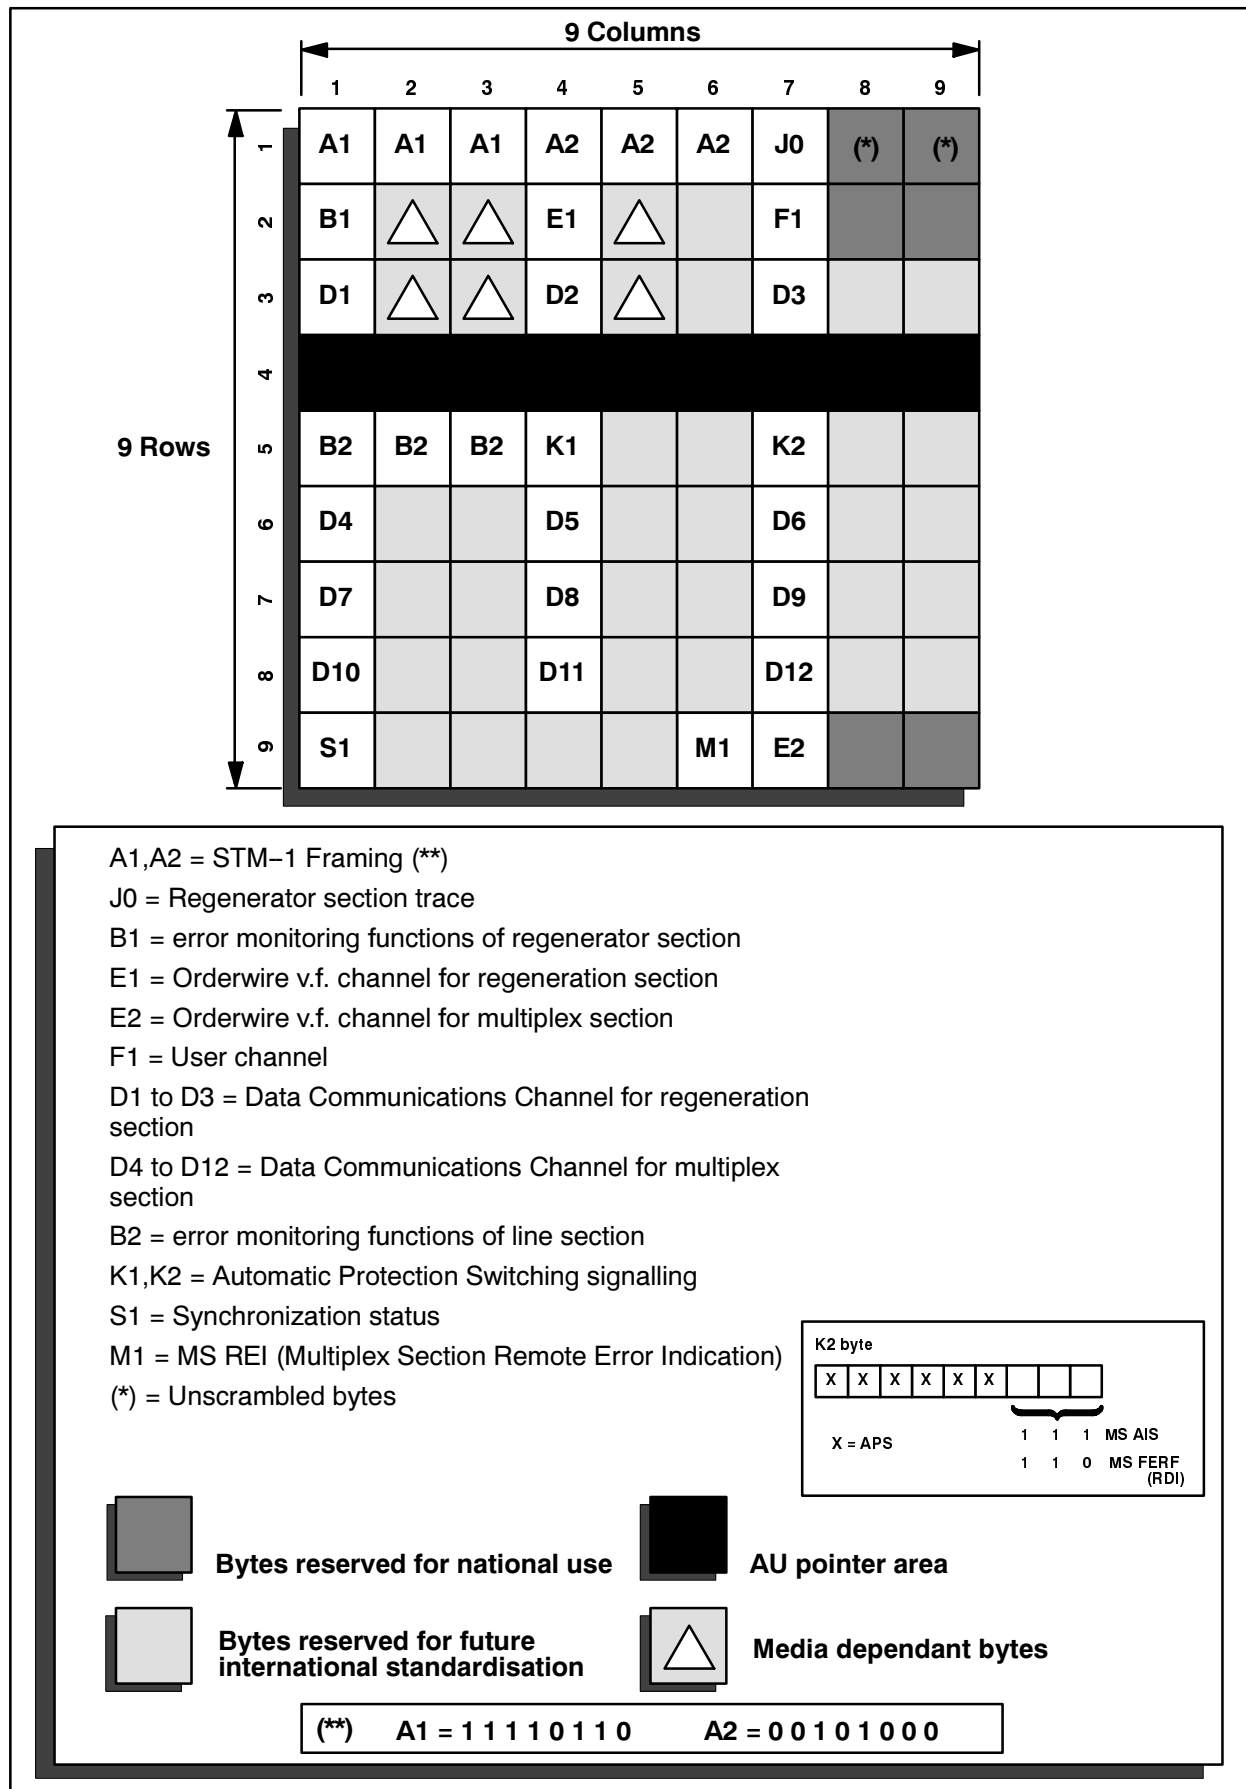 9 Columns
1 2 3 4 5 6 7 8 9
1 A1 A1 A1 A2 A2 A2 J0 (*) (*)
2 B1 E1 F1
3 D1 D2 D3
4
9 Rows
5 B2 B2 B2 K1 K2
6 D4 D5 D6
7 D7 D8 D9
8 D10 D11 D12
9 S1 M1 E2
A1,A2 = STM–1 Framing (**)
J0 = Regenerator section trace
B1 = error monitoring functions of regenerator section
E1 = Orderwire v.f. channel for regeneration section
E2 = Orderwire v.f. channel for multiplex section
F1 = User channel
D1 to D3 = Data Communications Channel for regeneration
section
D4 to D12 = Data Communications Channel for multiplex
section
B2 = error monitoring functions of line section
K1,K2 = Automatic Protection Switching signalling
S1 = Synchronization status
M1 = MS REI (Multiplex Section Remote Error Indication)
(*) = Unscrambled bytes
K2 byte
X X X X X X
X = APS
1 1 1 MS AIS
1 1 0 MS FERF
(RDI)
Bytes reserved for national use
AU pointer area
Bytes reserved for future
international standardisation
Media dependant bytes
(**) A1 = 1 1 1 1 0 1 1 0 A2 = 0 0 1 0 1 0 0 0